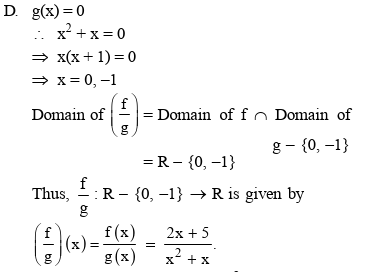 D. g(x) = 0
∴ x² + x = 0
⇒ x(x + 1) = 0
⇒ x = 0, –1
Domain of (f/g) = Domain of f ∩ Domain of
g – {0, –1}
= R – {0, –1}
Thus, f/g : R – {0, –1} → R is given by
(f/g)(x) = f(x)/g(x) = 2x + 5/x² + x.